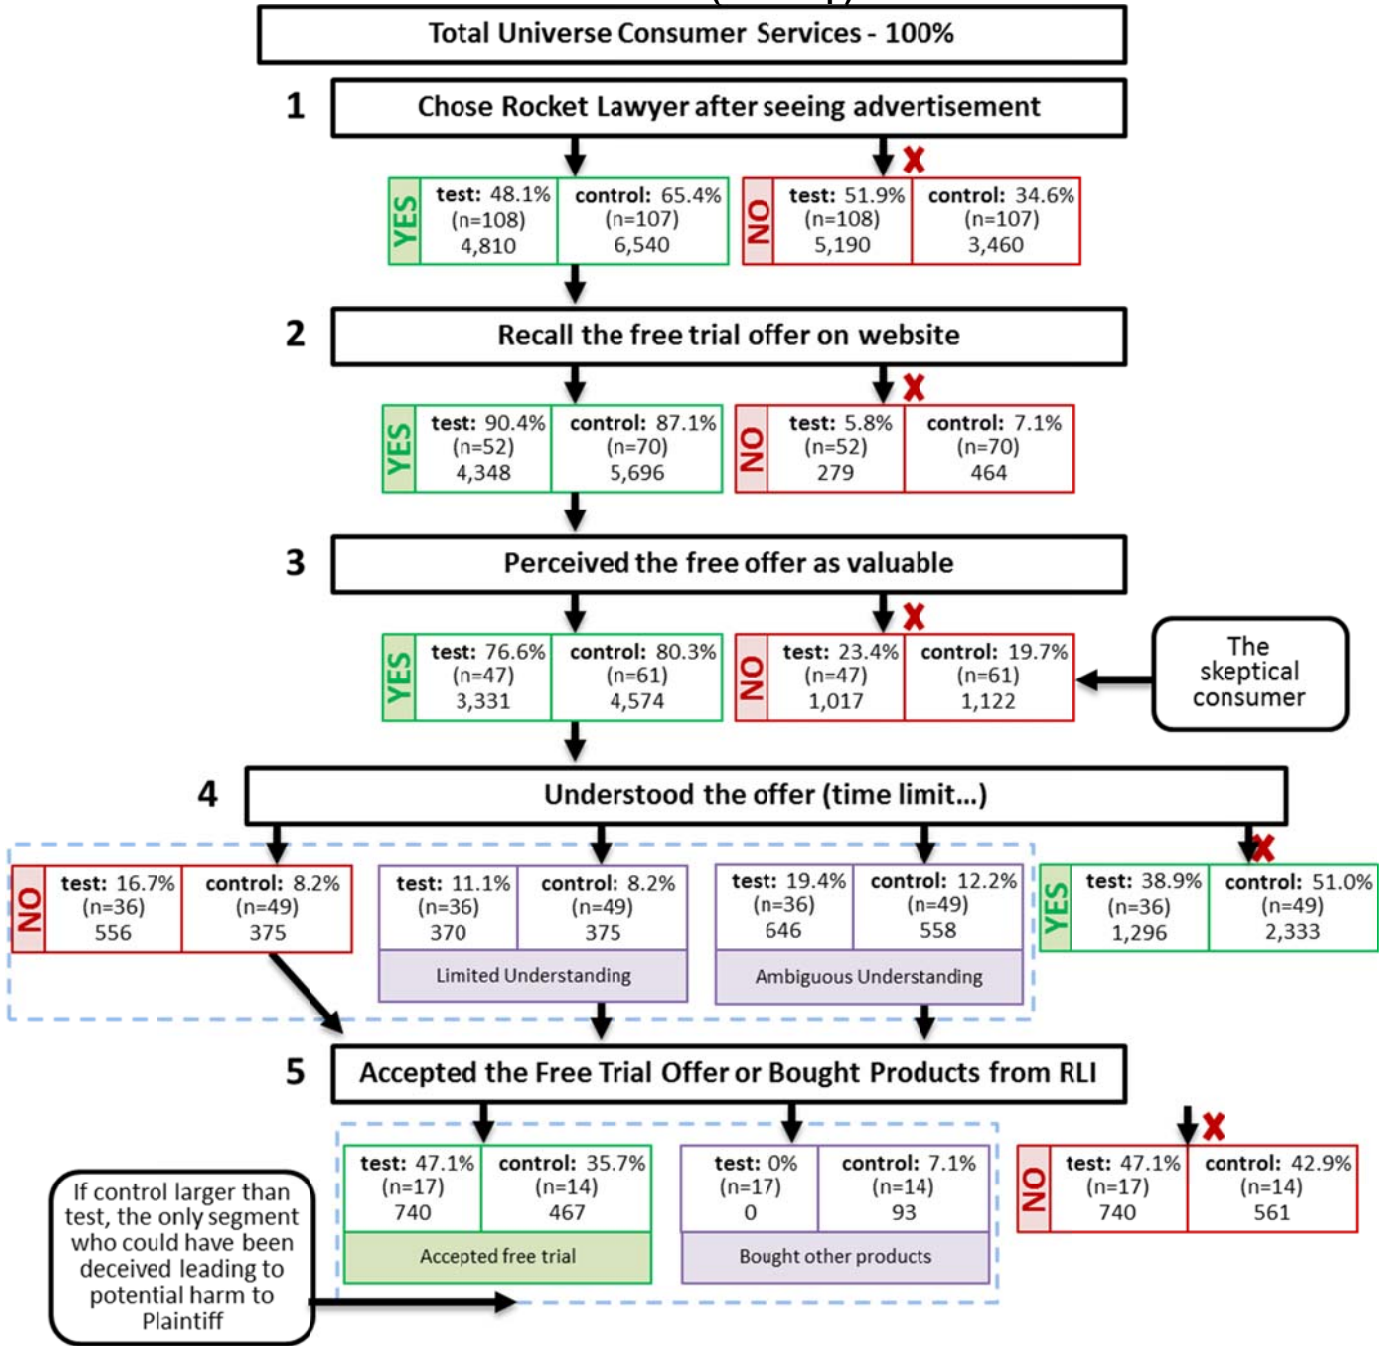 Total Universe Consumer Services - 100%
1
Chose Rocket Lawyer after seeing advertisement
YES
test: 48.1%
(n=108)
4,810
control: 65.4%
(n=107)
6,540
NO
test: 51.9%
(n=108)
5,190
control: 34.6%
(n=107)
3,460
2
Recall the free trial offer on website
YES
test: 90.4%
(n=52)
4,348
control: 87.1%
(n=70)
5,696
NO
test: 5.8%
(n=52)
279
control: 7.1%
(n=70)
464
3
Perceived the free offer as valuable
YES
test: 76.6%
(n=47)
3,331
control: 80.3%
(n=61)
4,574
NO
test: 23.4%
(n=47)
1,017
control: 19.7%
(n=61)
1,122
The
skeptical
consumer
4
Understood the offer (time limit...)
NO
test: 16.7%
(n=36)
556
control: 8.2%
(n=49)
375
test: 11.1%
(n=36)
370
control: 8.2%
(n=49)
375
Limited Understanding
test: 19.4%
(n=36)
646
control: 12.2%
(n=49)
558
Ambiguous Understanding
YES
test: 38.9%
(n=36)
1,296
control: 51.0%
(n=49)
2,333
5
Accepted the Free Trial Offer or Bought Products from RLI
test: 47.1%
(n=17)
740
control: 35.7%
(n=14)
467
Accepted free trial
test: 0%
(n=17)
0
control: 7.1%
(n=14)
93
Bought other products
NO
test: 47.1%
(n=17)
740
control: 42.9%
(n=14)
561
If control larger than
test, the only segment
who could have been
deceived leading to
potential harm to
Plaintiff